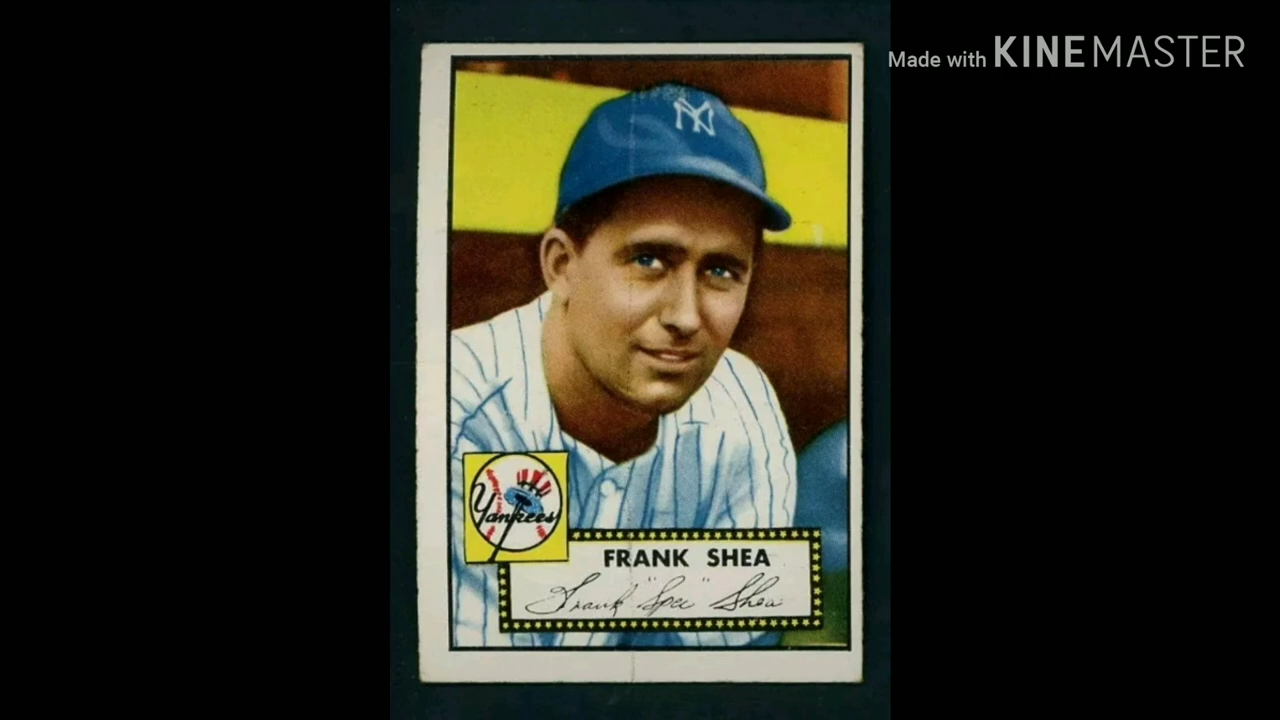 Made with KINEMASTER
NY
Yankees
FRANK SHEA
Frank "Spec" Shea